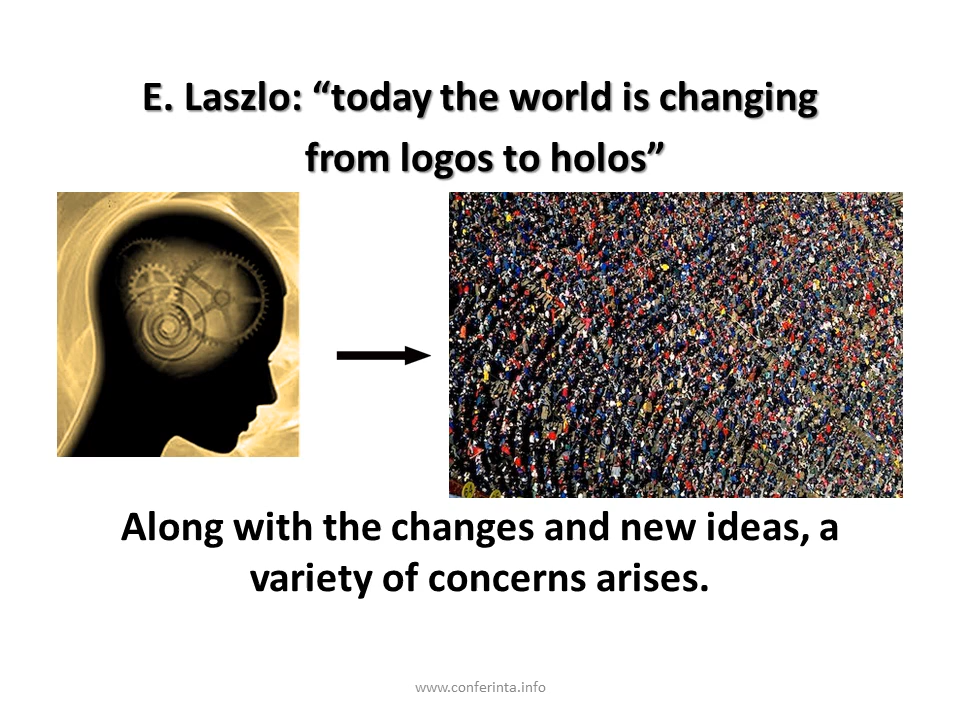 E. Laszlo: “today the world is changing
from logos to holos”
Along with the changes and new ideas, a
variety of concerns arises.
www.conferinta.info